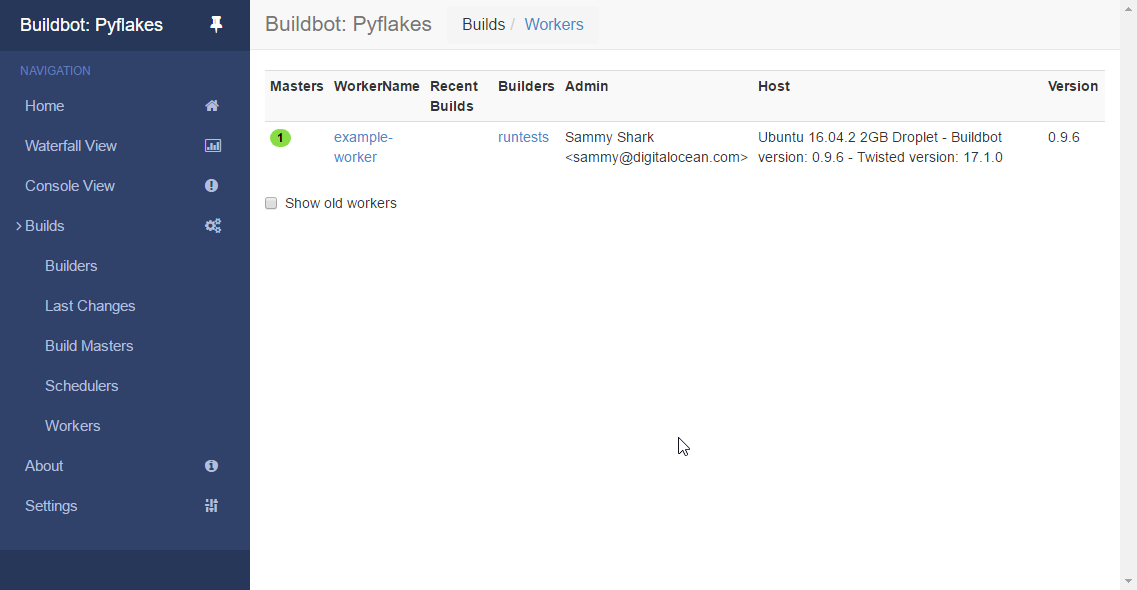 Buildbot: Pyflakes
NAVIGATION
Home
Waterfall View
Console View
Builds
Builders
Last Changes
Build Masters
Schedulers
Workers
About
Settings
Buildbot: Pyflakes Builds / Workers
Masters WorkerName Recent Builders Admin Host Version
Builds
1 example- runtests Sammy Shark Ubuntu 16.04.2 2GB Droplet - Buildbot 0.9.6
worker <sammy@digitalocean.com> version: 0.9.6 - Twisted version: 17.1.0
Show old workers